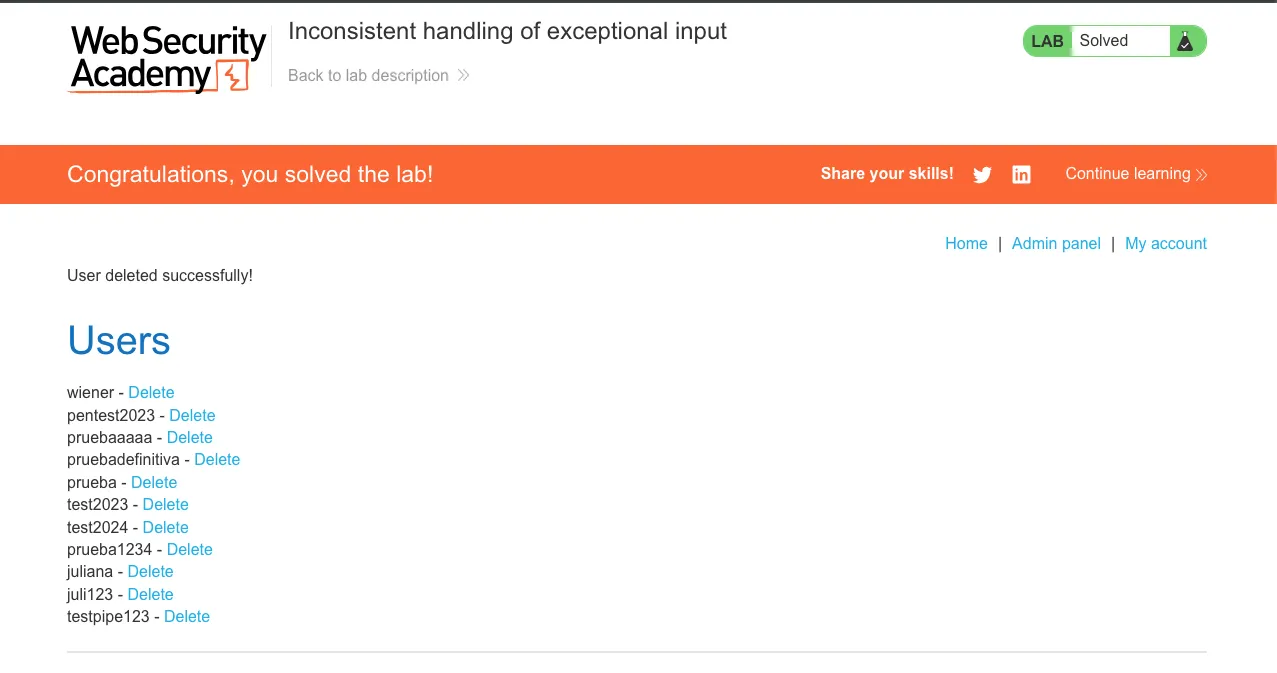 Web Security
Academy
Inconsistent handling of exceptional input
Back to lab description
LAB Solved
Congratulations, you solved the lab!
Share your skills!
Continue learning
Home | Admin panel | My account
User deleted successfully!
Users
wiener - Delete
pentest2023 - Delete
pruebaaaaa - Delete
pruebadefinitiva - Delete
prueba - Delete
test2023 - Delete
test2024 - Delete
prueba1234 - Delete
juliana - Delete
juli123 - Delete
testpipe123 - Delete